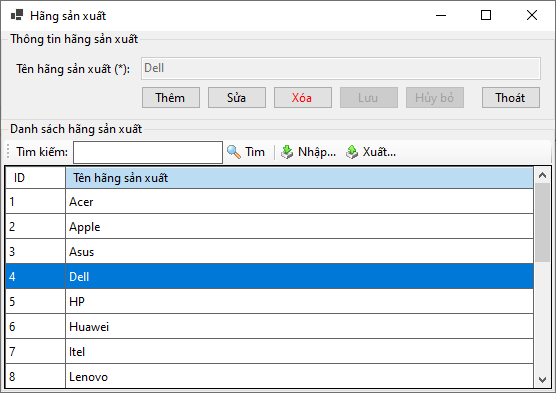 Hãng sản xuất
Thông tin hãng sản xuất
Tên hãng sản xuất (*): Dell
Thêm Sửa Xóa Lưu Hủy bỏ Thoát
Danh sách hãng sản xuất
Tìm kiếm: Tìm Nhập... Xuất...
ID Tên hãng sản xuất
1 Acer
2 Apple
3 Asus
4 Dell
5 HP
6 Huawei
7 Itel
8 Lenovo